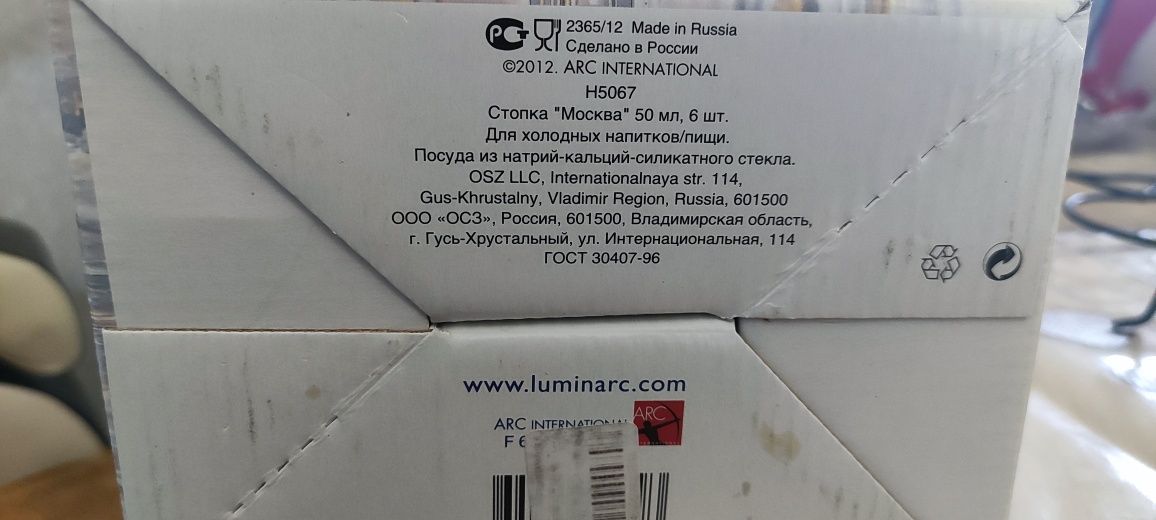 2365/12 Made in Russia
Сделано в России
©2012. ARC INTERNATIONAL
H5067
Стопка "Москва" 50 мл, 6 шт.
Для холодных напитков/пищи.
Посуда из натрий-кальций-силикатного стекла.
OSZ LLC, Internationalnaya str. 114,
Gus-Khrustalny, Vladimir Region, Russia, 601500
ООО «ОСЗ», Россия, 601500, Владимирская область,
г. Гусь-Хрустальный, ул. Интернациональная, 114
ГОСТ 30407-96
www.luminarc.com
ARC INTERNATIONAL
ARC
F 6